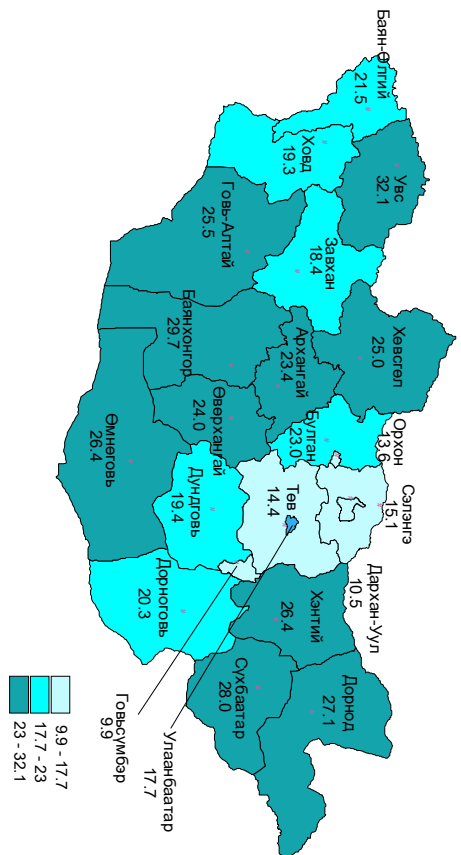 Баян-Өлгий
21.5
Увс
32.1
Ховд
19.3
Говь-Алтай
25.5
Завхан
18.4
Хөвсгөл
25.0
Баянхонгор
29.7
Архангай
23.4
Өверхангуй
24.0
Орхон
13.6
Булган
23.0
Өмнөговь
26.4
Сэлэнгэ
15.1
Төв
14.4
Дундговь
19.4
Дархан-Уул
10.5
Дорноговь
20.3
Хэнтий
26.4
Говьсүмбэр
9.9
Улаанбаатар
17.7
Сүхбаатар
28.0
Дорнод
27.1
9.9 - 17.7
17.7 - 23
23 - 32.1